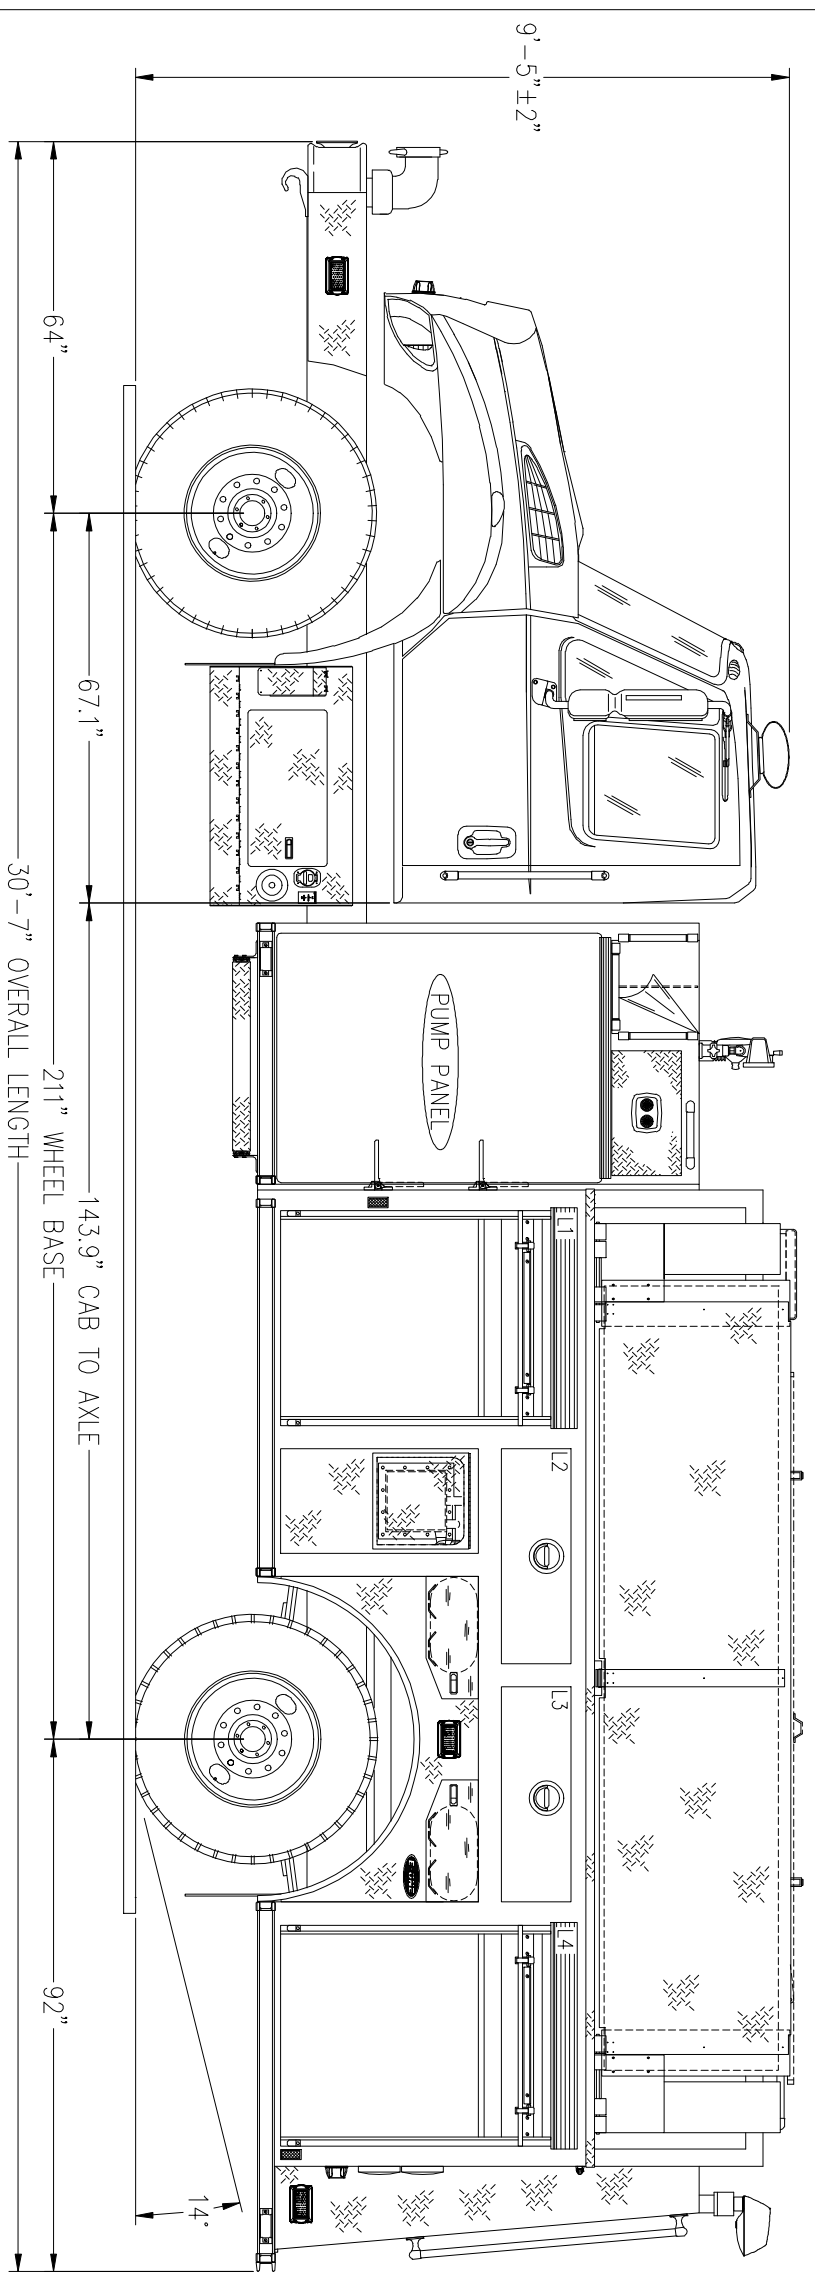 9'-5"±2"
64"
67.1"
143.9" CAB TO AXLE
211" WHEEL BASE
92"
30'-7" OVERALL LENGTH
14°
PUMP PANEL
L1
L2
L3
L4